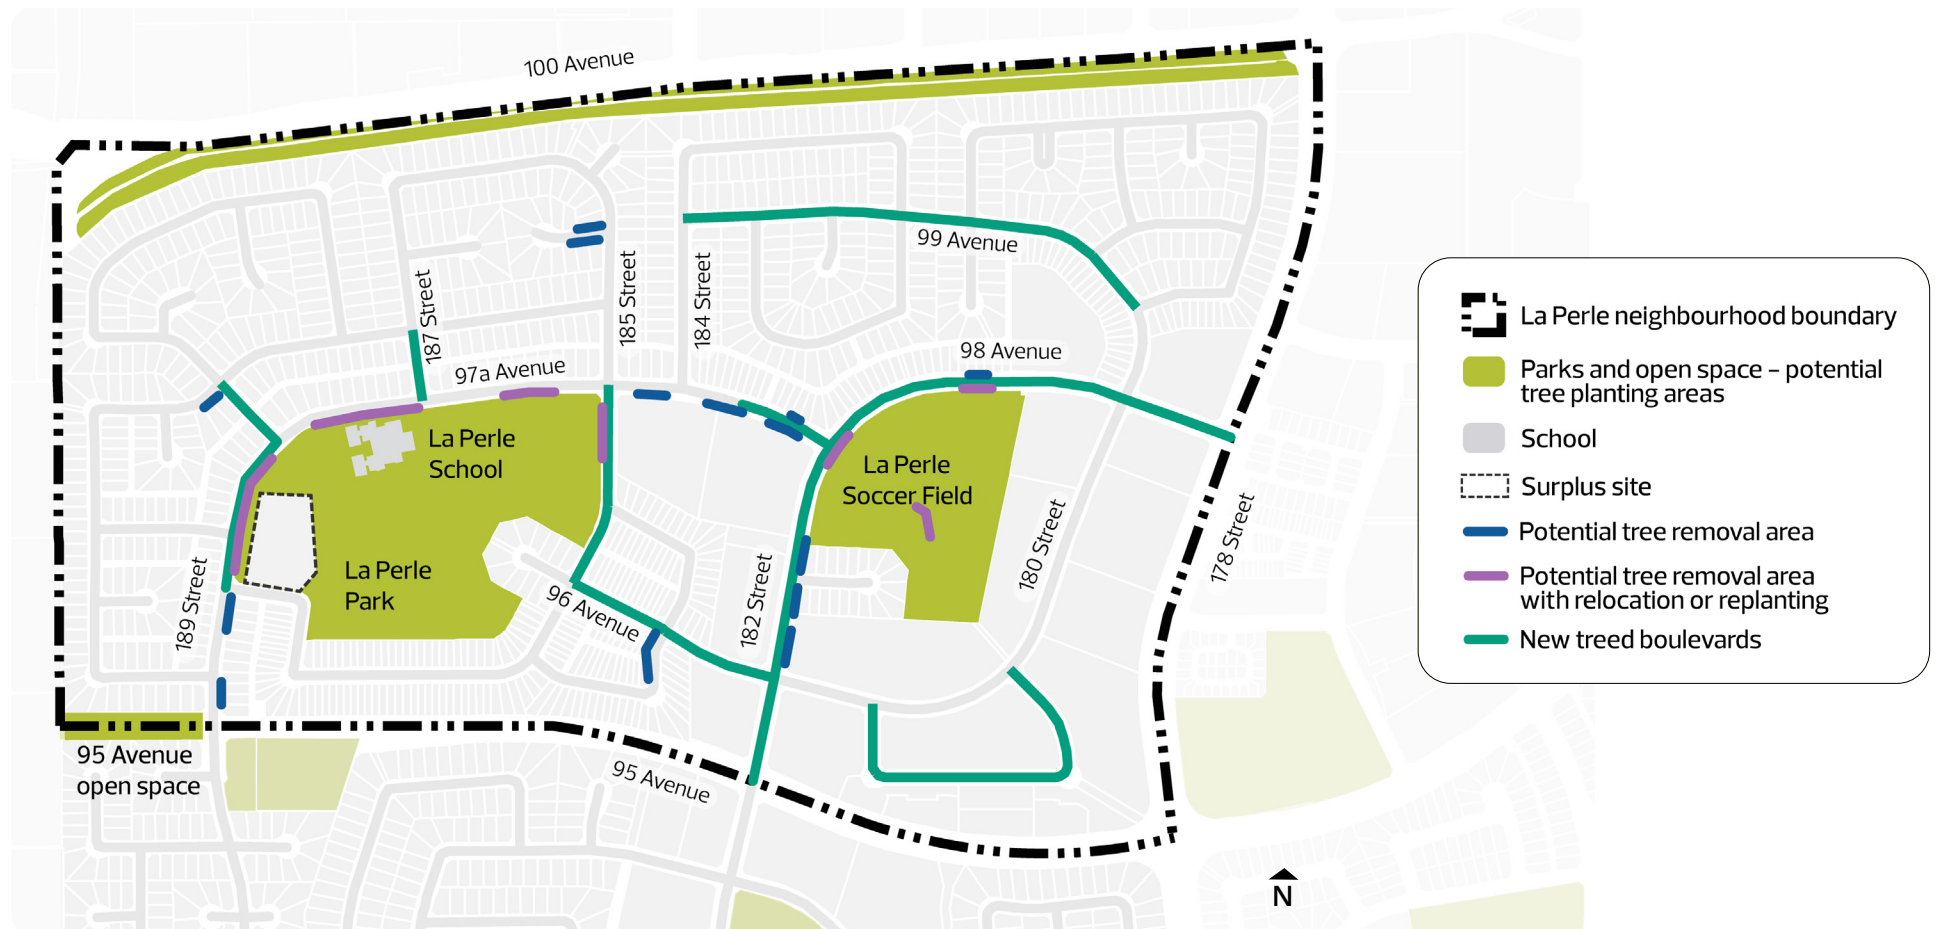 100 Avenue
99 Avenue
187 Street
185 Street
184 Street
98 Avenue
97a Avenue
La Perle
School
La Perle
Soccer Field
La Perle
Park
189 Street
96 Avenue
182 Street
180 Street
178 Street
95 Avenue
open space
95 Avenue
N
La Perle neighbourhood boundary
Parks and open space – potential
tree planting areas
School
Surplus site
Potential tree removal area
Potential tree removal area
with relocation or replanting
New treed boulevards